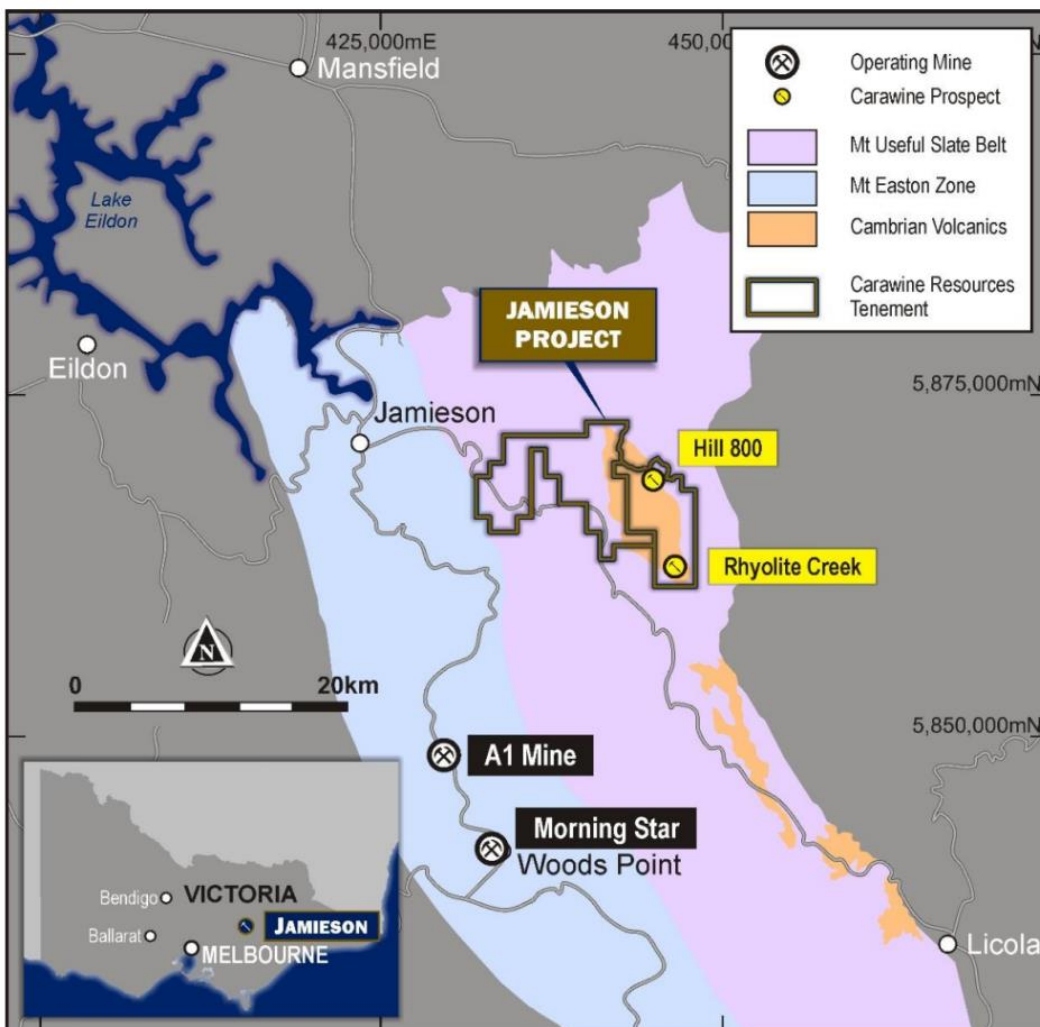 425,000mE
450,00
N
Mansfield
Operating Mine
Carawine Prospect
Mt Useful Slate Belt
Mt Easton Zone
Cambrian Volcanics
Carawine Resources
Tenement
Lake
Eildon
JAMIESON
PROJECT
Eildon
5,875,000mN
Jamieson
Hill 800
Rhyolite Creek
N
0
20km
5,850,000mN
A1 Mine
Morning Star
Woods Point
Bendigo
VICTORIA
JAMIESON
Ballarat
MELBOURNE
Licola